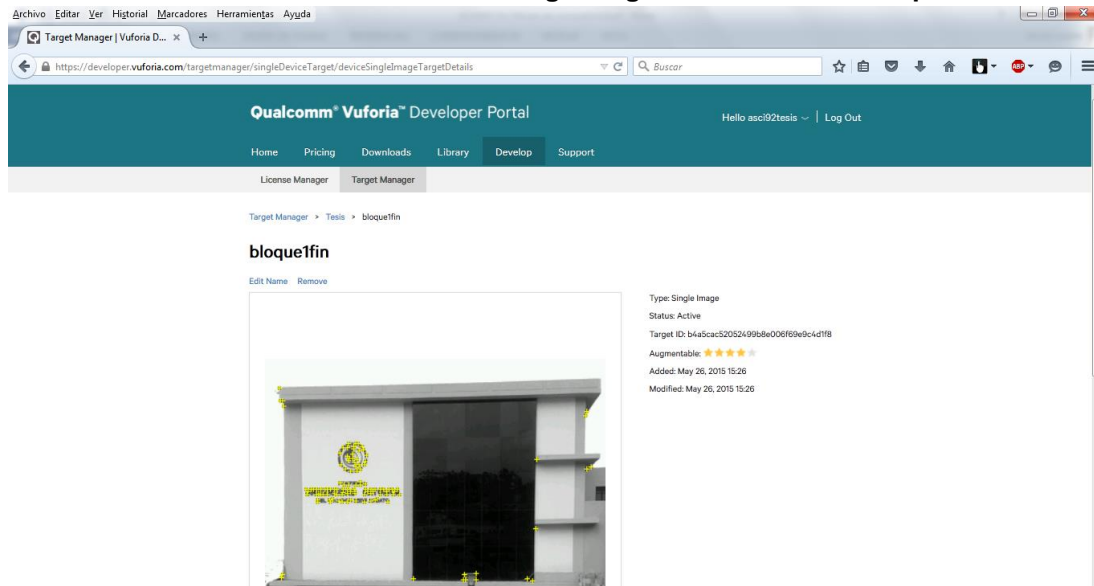 Archivo Editar Ver Historial Marcadores Herramientas Ayuda
Target Manager | Vuforia D... × +
https://developer.vuforia.com/targetmanager/singleDeviceTarget/deviceSingleImageTargetDetails
Buscar
ABP
Qualcomm® Vuforia™ Developer Portal
Hello asci92tesis | Log Out
Home Pricing Downloads Library Develop Support
License Manager Target Manager
Target Manager > Tesis > bloque1fin
bloque1fin
Edit Name Remove
Type: Single Image
Status: Active
Target ID: b4a5cac52052499b8e006f69e9c4d1f8
Augmentable:
Added: May 26, 2015 15:26
Modified: May 26, 2015 15:26